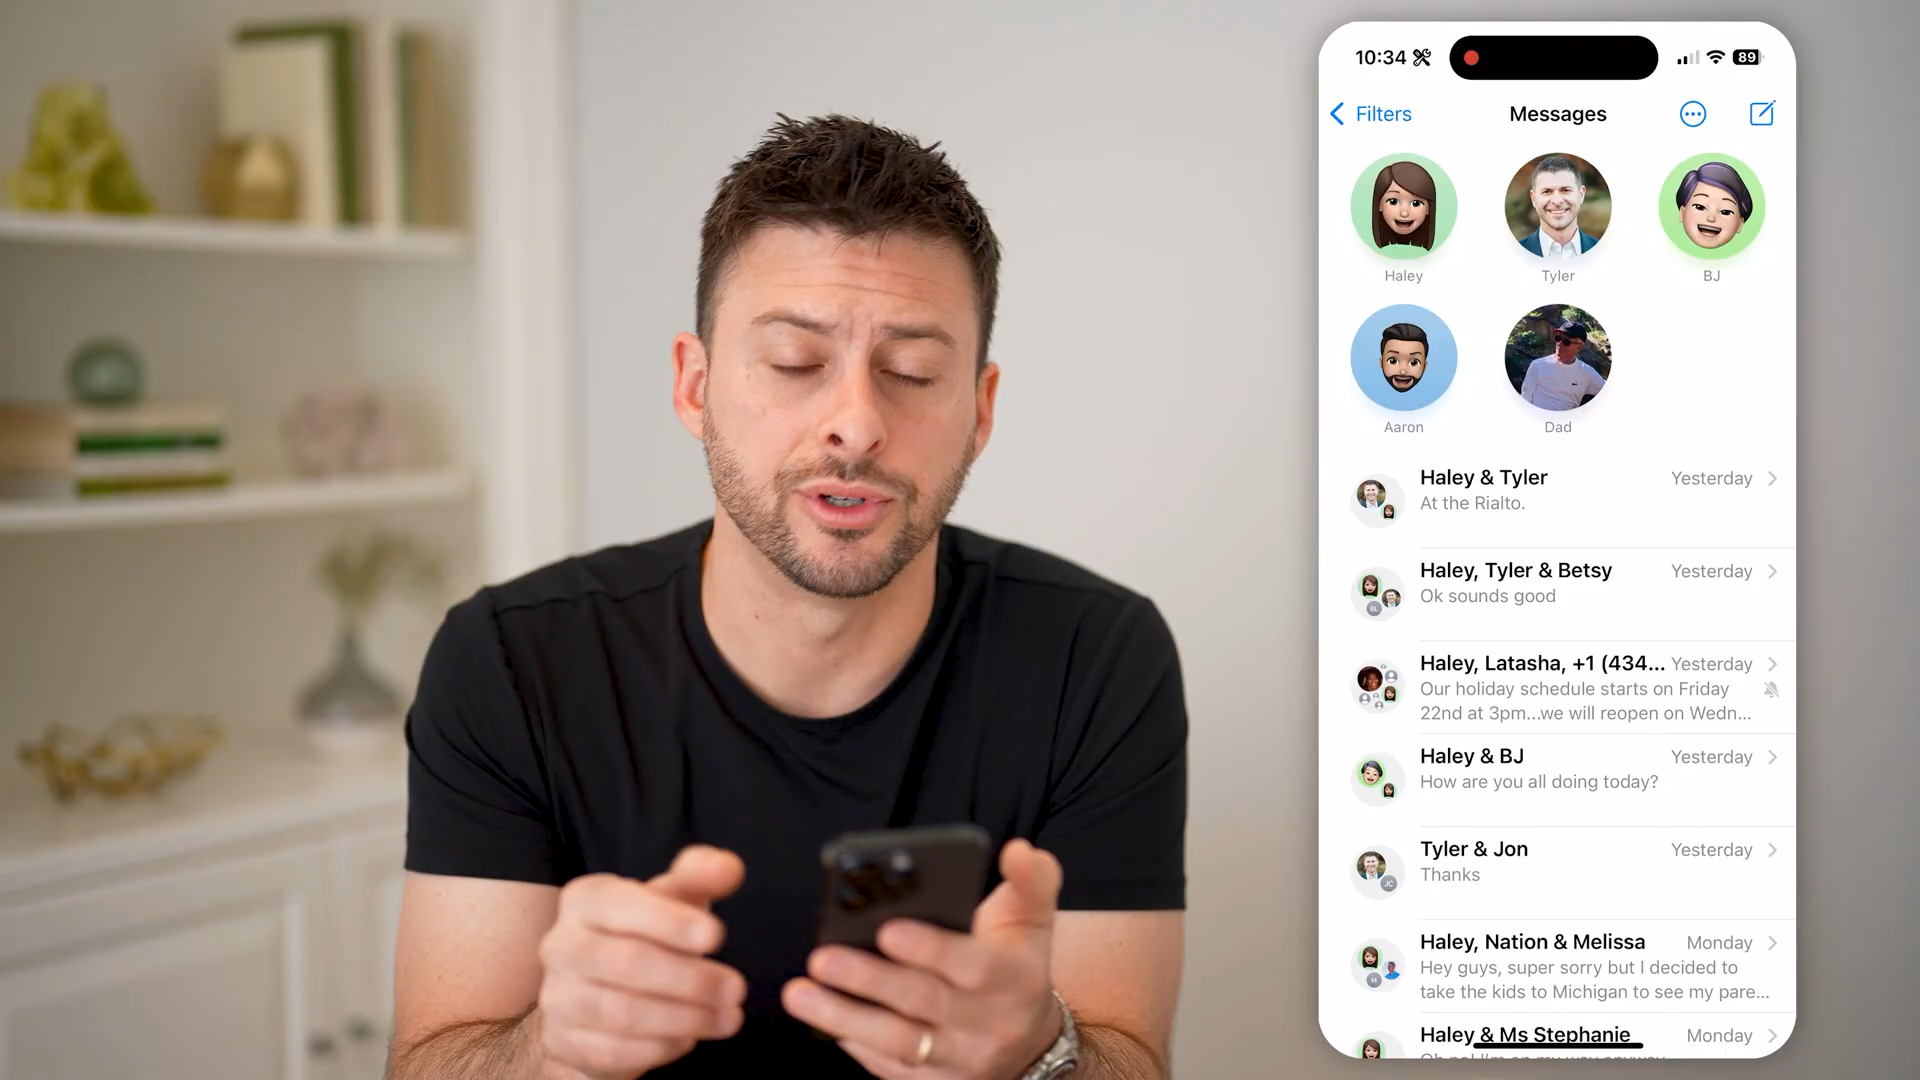 10:34
89
Filters
Messages
Haley
Tyler
BJ
Aaron
Dad
Haley & Tyler
Yesterday
At the Rialto.
Haley, Tyler & Betsy
Yesterday
Ok sounds good
BL
Haley, Latasha, +1 (434...
Yesterday
Our holiday schedule starts on Friday
22nd at 3pm...we will reopen on Wedn...
Haley & BJ
Yesterday
How are you all doing today?
Tyler & Jon
Yesterday
Thanks
JC
Haley, Nation & Melissa
Monday
Hey guys, super sorry but I decided to
take the kids to Michigan to see my pare...
M
Haley & Ms Stephanie
Monday